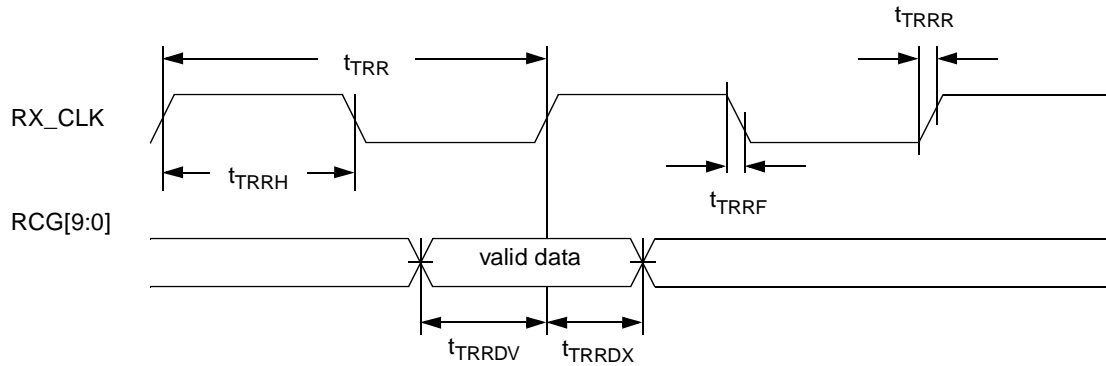 tTRRR
tTRR
RX_CLK
tTRRH
tTRRF
RCG[9:0]
valid data
tTRRDV tTRRDX